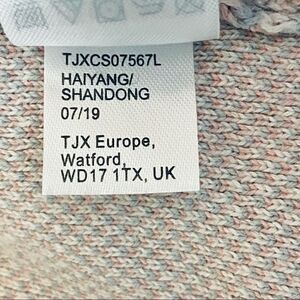 TJXCS07567L
HAIYANG/
SHANDONG
07/19
TJX Europe,
Watford,
WD17 1TX, UK